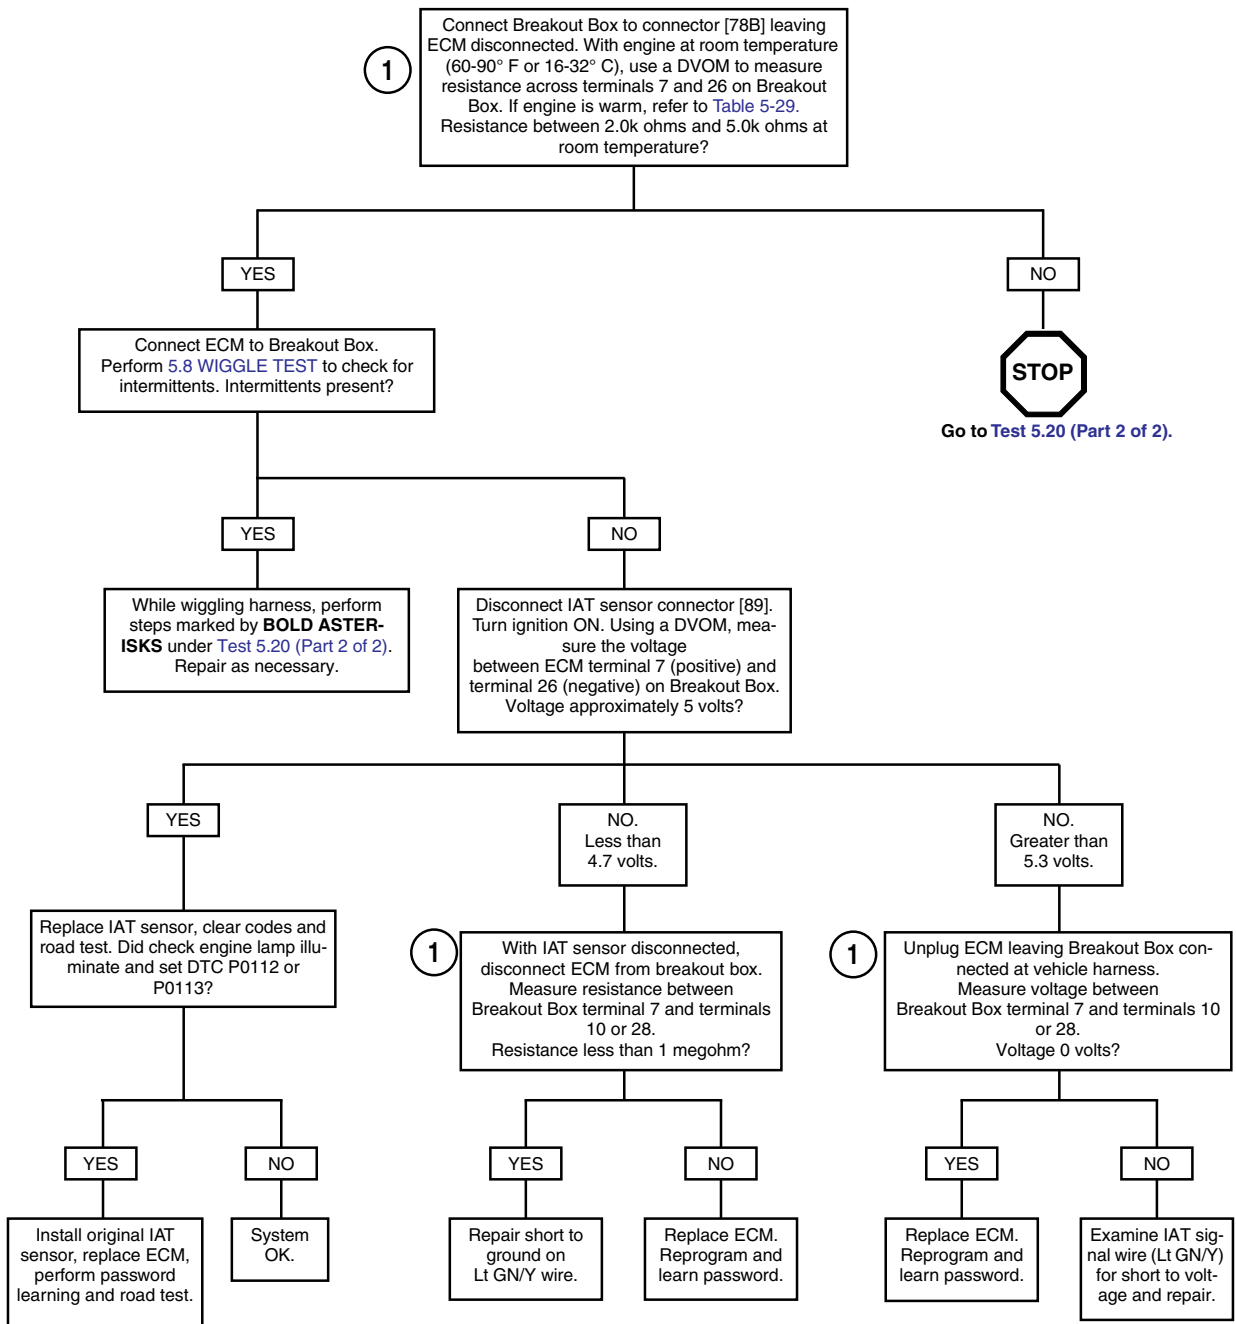 Connect Breakout Box to connector [78B] leaving
ECM disconnected. With engine at room temperature
(60-90° F or 16-32° C), use a DVOM to measure
resistance across terminals 7 and 26 on Breakout
Box. If engine is warm, refer to Table 5-29.
Resistance between 2.0k ohms and 5.0k ohms at
room temperature?
1
YES
NO
Connect ECM to Breakout Box.
Perform 5.8 WIGGLE TEST to check for
intermittents. Intermittents present?
STOP
Go to Test 5.20 (Part 2 of 2).
YES
NO
While wiggling harness, perform
steps marked by BOLD ASTER-
ISKS under Test 5.20 (Part 2 of 2).
Repair as necessary.
Disconnect IAT sensor connector [89].
Turn ignition ON. Using a DVOM, mea-
sure the voltage
between ECM terminal 7 (positive) and
terminal 26 (negative) on Breakout Box.
Voltage approximately 5 volts?
YES
NO.
Less than
4.7 volts.
NO.
Greater than
5.3 volts.
Replace IAT sensor, clear codes and
road test. Did check engine lamp illu-
minate and set DTC P0112 or
P0113?
1
With IAT sensor disconnected,
disconnect ECM from breakout box.
Measure resistance between
Breakout Box terminal 7 and terminals
10 or 28.
Resistance less than 1 megohm?
1
Unplug ECM leaving Breakout Box con-
nected at vehicle harness.
Measure voltage between
Breakout Box terminal 7 and terminals 10
or 28.
Voltage 0 volts?
YES
NO
YES
NO
YES
NO
Install original IAT
sensor, replace ECM,
perform password
learning and road test.
System
OK.
Repair short to
ground on
Lt GN/Y wire.
Replace ECM.
Reprogram and
learn password.
Replace ECM.
Reprogram and
learn password.
Examine IAT sig-
nal wire (Lt GN/Y)
for short to volt-
age and repair.